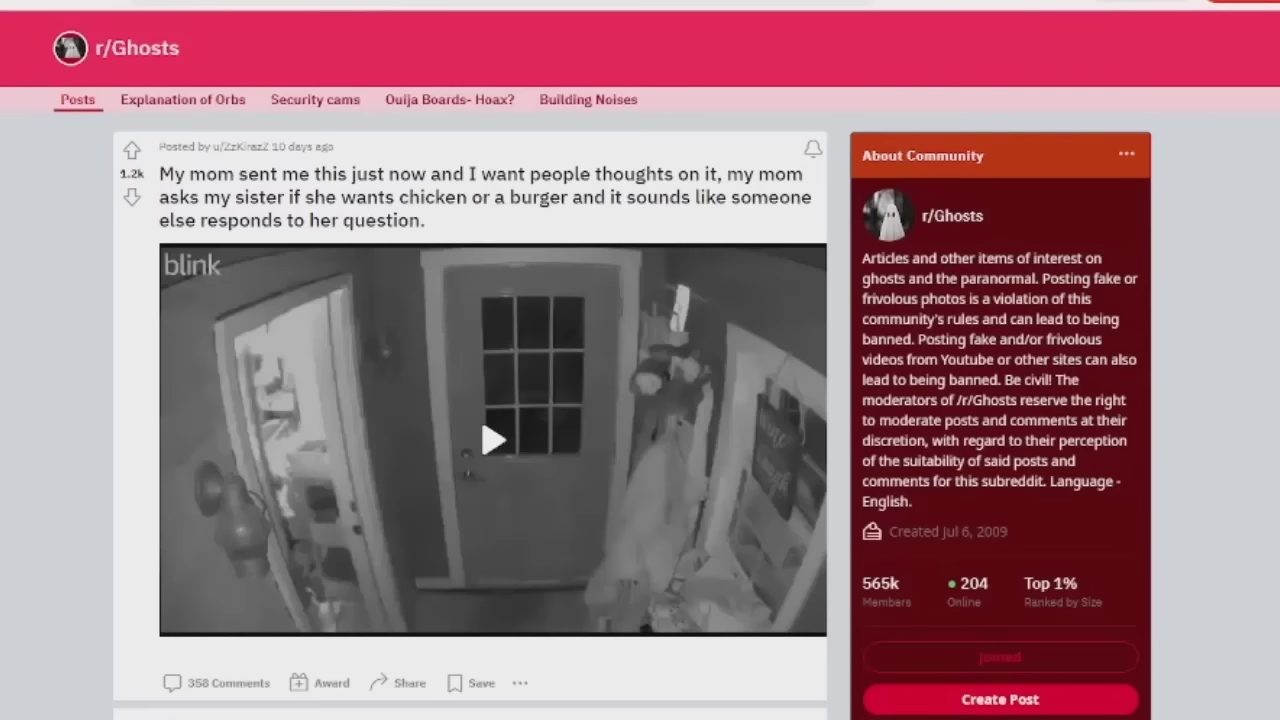 r/Ghosts
Posts Explanation of Orbs Security cams Ouija Boards- Hoax? Building Noises
Posted by u/ZzKirazZ 10 days ago
1.2k
My mom sent me this just now and I want people thoughts on it, my mom
asks my sister if she wants chicken or a burger and it sounds like someone
else responds to her question.
blink
358 Comments Award Share Save
About Community
r/Ghosts
Articles and other items of interest on
ghosts and the paranormal. Posting fake or
frivolous photos is a violation of this
community's rules and can lead to being
banned. Posting fake and/or frivolous
videos from Youtube or other sites can also
lead to being banned. Be civil! The
moderators of /r/Ghosts reserve the right
to moderate posts and comments at their
discretion, with regard to their perception
of the suitability of said posts and
comments for this subreddit. Language -
English.
Created Jul 6, 2009
565k 204 Top 1%
Members Online Ranked by Size
Joined
Create Post